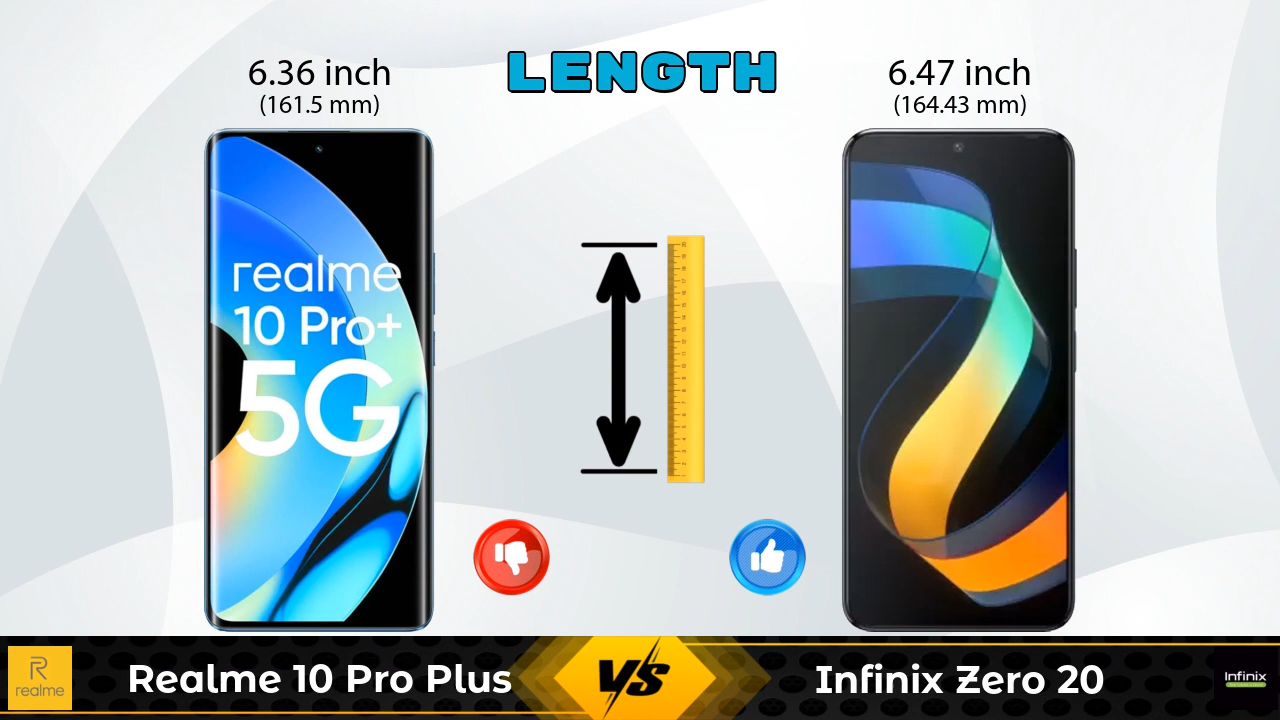 LENGTH
6.36 inch
(161.5 mm)
6.47 inch
(164.43 mm)
realme
10 Pro+
5G
realme
Realme 10 Pro Plus
VS
Infinix Zero 20
Infinix